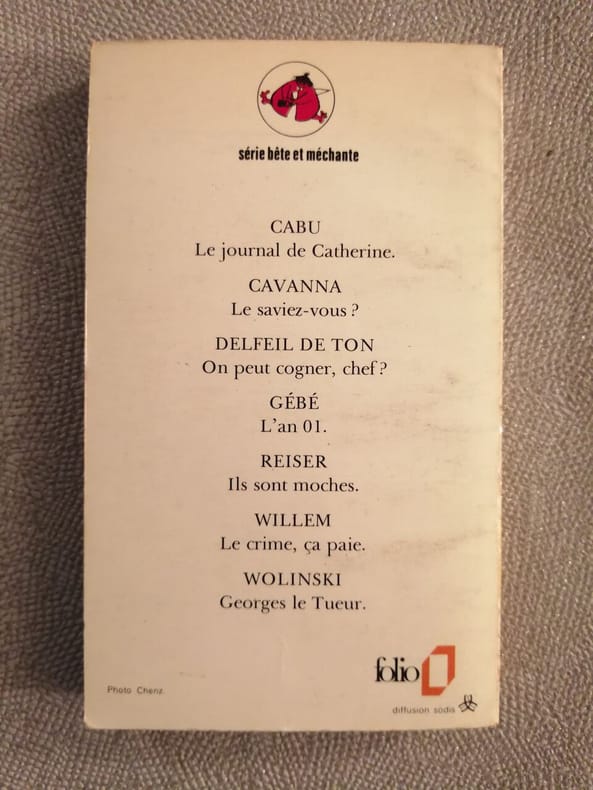 série bête et méchante
CABU
Le journal de Catherine.
CAVANNA
Le saviez-vous ?
DELFEIL DE TON
On peut cogner, chef ?
GÉBÉ
L'an 01.
REISER
Ils sont moches.
WILLEM
Le crime, ça paie.
WOLINSKI
Georges le Tueur.
folio
Photo Chenz.
diffusion sodis